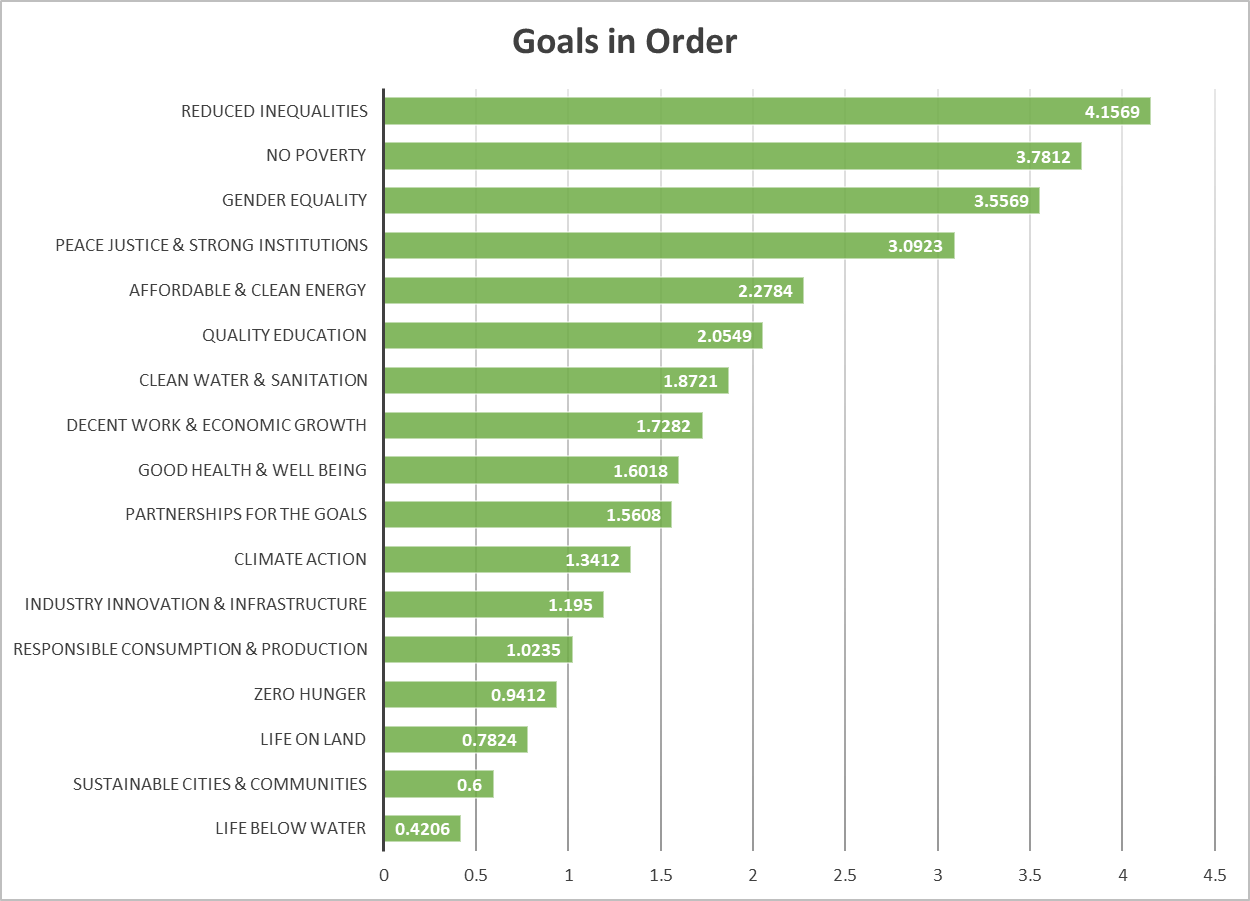 Goals in Order
REDUCED INEQUALITIES 4.1569
NO POVERTY 3.7812
GENDER EQUALITY 3.5569
PEACE JUSTICE & STRONG INSTITUTIONS 3.0923
AFFORDABLE & CLEAN ENERGY 2.2784
QUALITY EDUCATION 2.0549
CLEAN WATER & SANITATION 1.8721
DECENT WORK & ECONOMIC GROWTH 1.7282
GOOD HEALTH & WELL BEING 1.6018
PARTNERSHIPS FOR THE GOALS 1.5608
CLIMATE ACTION 1.3412
INDUSTRY INNOVATION & INFRASTRUCTURE 1.195
RESPONSIBLE CONSUMPTION & PRODUCTION 1.0235
ZERO HUNGER 0.9412
LIFE ON LAND 0.7824
SUSTAINABLE CITIES & COMMUNITIES 0.6
LIFE BELOW WATER 0.4206
0 0.5 1 1.5 2 2.5 3 3.5 4 4.5